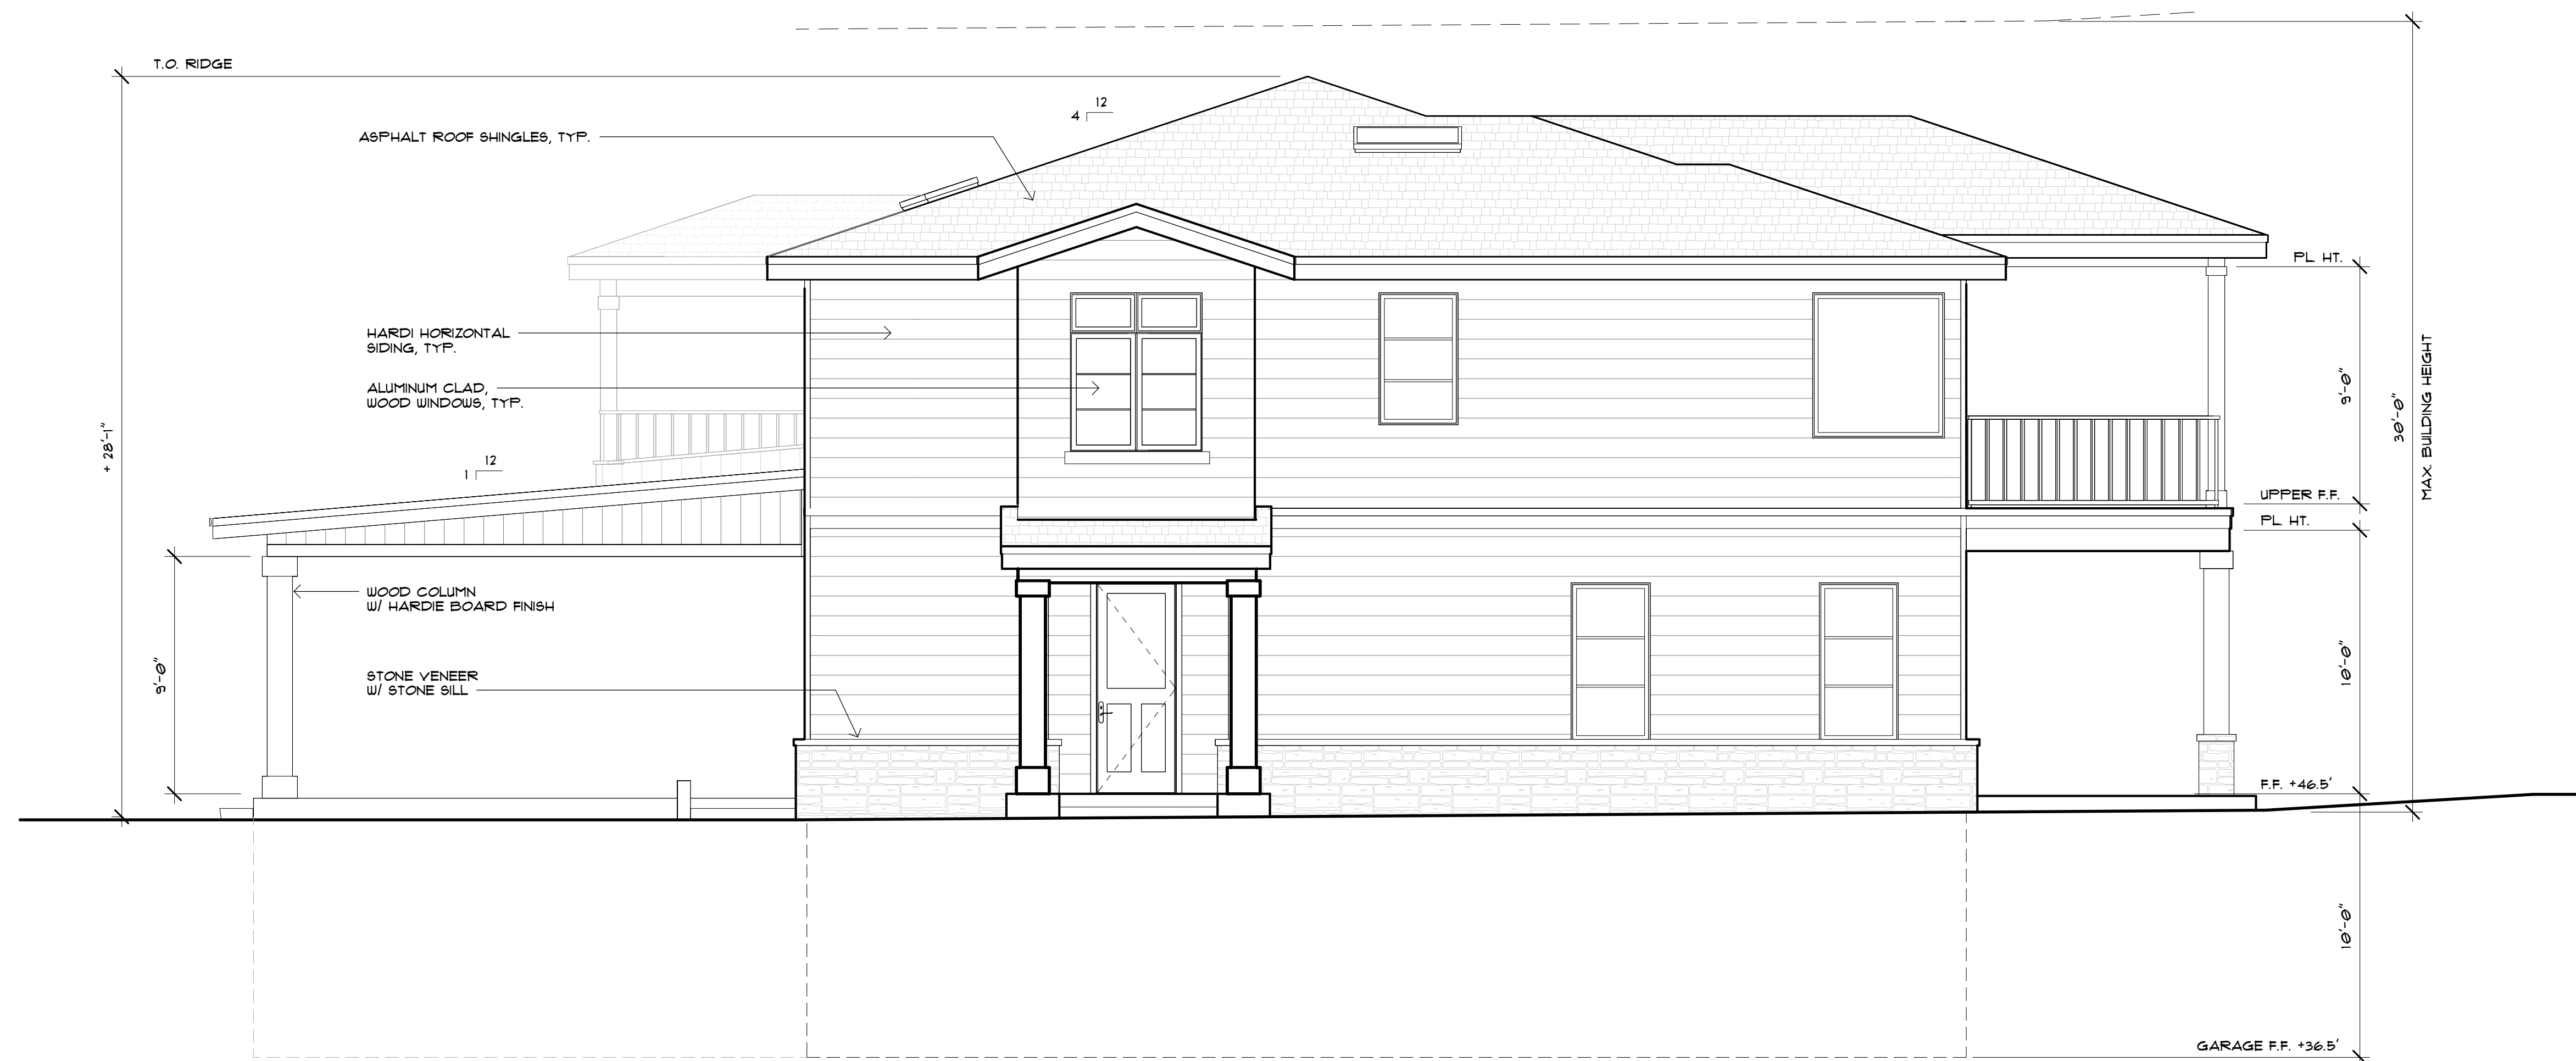 T.O. RIDGE
12
4
ASPHALT ROOF SHINGLES, TYP.
PL. HT.
HARDI HORIZONTAL
SIDING, TYP.
ALUMINUM CLAD,
WOOD WINDOWS, TYP.
9'-0"
30'-0"
MAX. BUILDING HEIGHT
+ 28'-1"
12
1
UPPER F.F.
PL. HT.
WOOD COLUMN
W/ HARDIE BOARD FINISH
9'-0"
10'-0"
STONE VENEER
W/ STONE SILL
F.F. +46.5'
10'-0"
GARAGE F.F. +36.5'